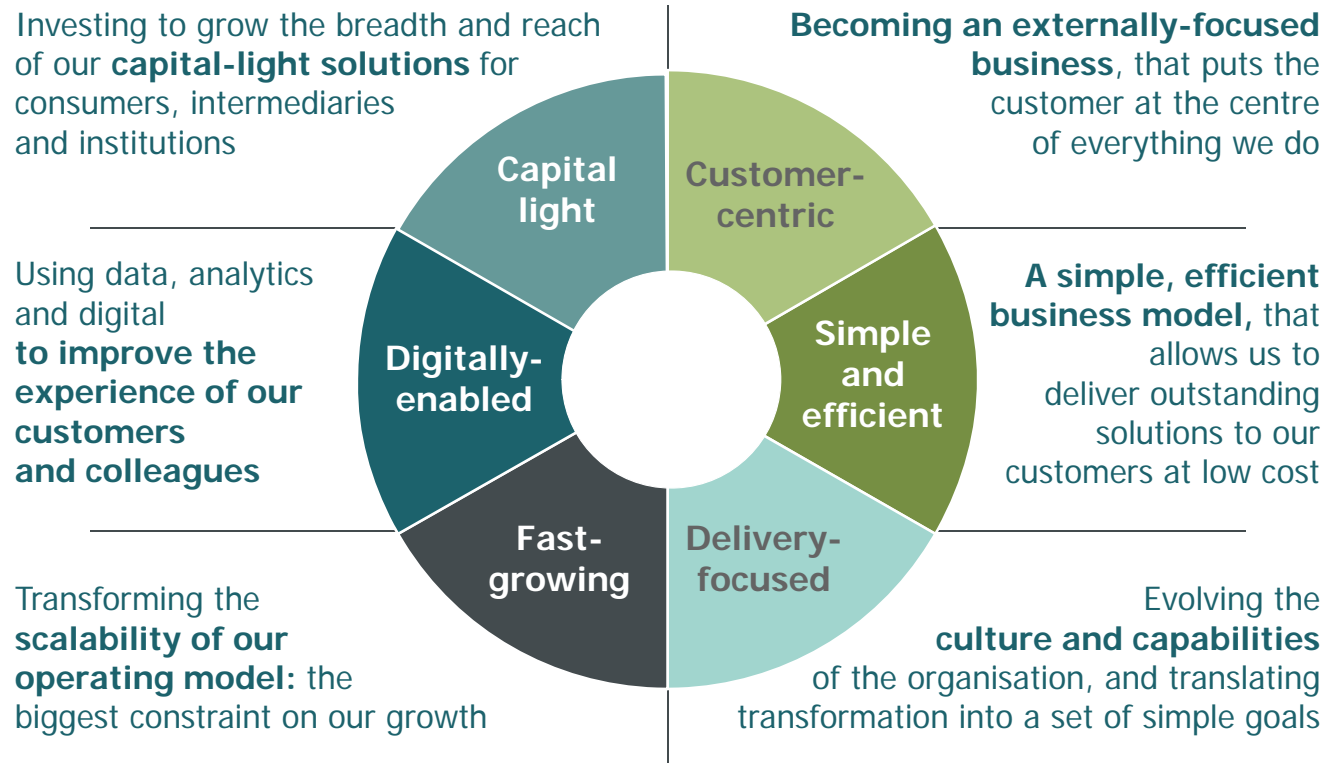 Investing to grow the breadth and reach
of our capital-light solutions for
consumers, intermediaries
and institutions
Becoming an externally-focused
business, that puts the
customer at the centre
of everything we do
Capital
light
Customer-
centric
Using data, analytics
and digital
to improve the
experience of our
customers
and colleagues
Digitally-
enabled
Simple
and
efficient
A simple, efficient
business model, that
allows us to
deliver outstanding
solutions to our
customers at low cost
Fast-
growing
Delivery-
focused
Transforming the
scalability of our
operating model: the
biggest constraint on our growth
Evolving the
culture and capabilities
of the organisation, and translating
transformation into a set of simple goals